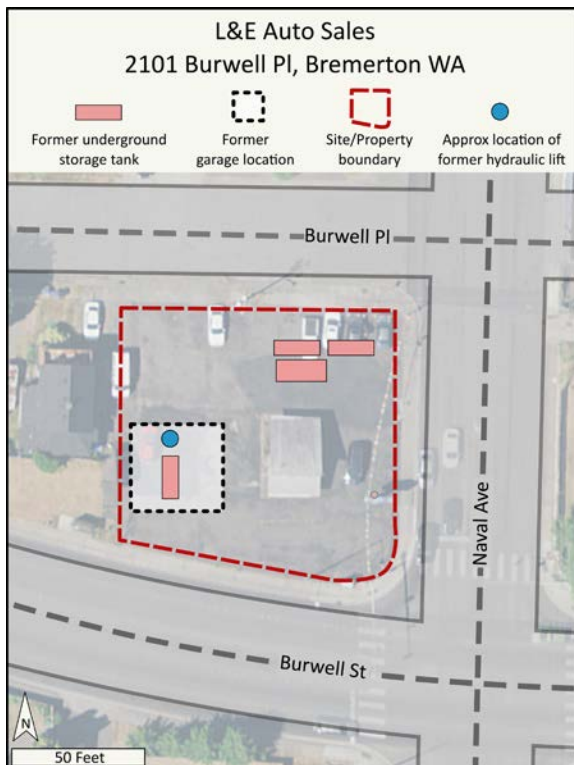 L&E Auto Sales
2101 Burwell Pl, Bremerton WA
Former underground
storage tank
Former
garage location
Site/Property
boundary
Approx location of
former hydraulic lift
Burwell Pl
Naval Ave
Burwell St
N
50 Feet